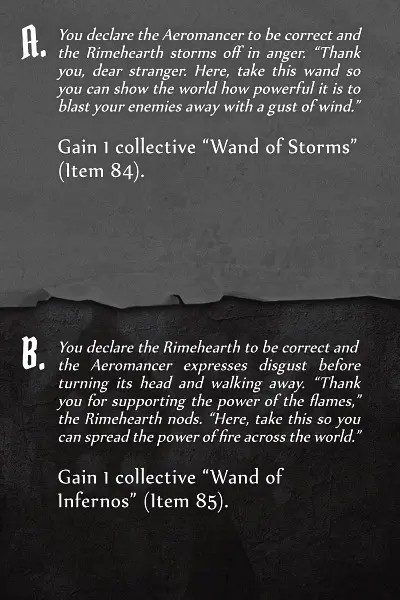 A. You declare the Aeromancer to be correct and
the Rimehearth storms off in anger. “Thank
you, dear stranger. Here, take this wand so
you can show the world how powerful it is to
blast your enemies away with a gust of wind.”
Gain 1 collective “Wand of Storms”
(Item 84).
B. You declare the Rimehearth to be correct and
the Aeromancer expresses disgust before
turning its head and walking away. “Thank
you for supporting the power of the flames,”
the Rimehearth nods. “Here, take this so you
can spread the power of fire across the world.”
Gain 1 collective “Wand of
Infernos” (Item 85).